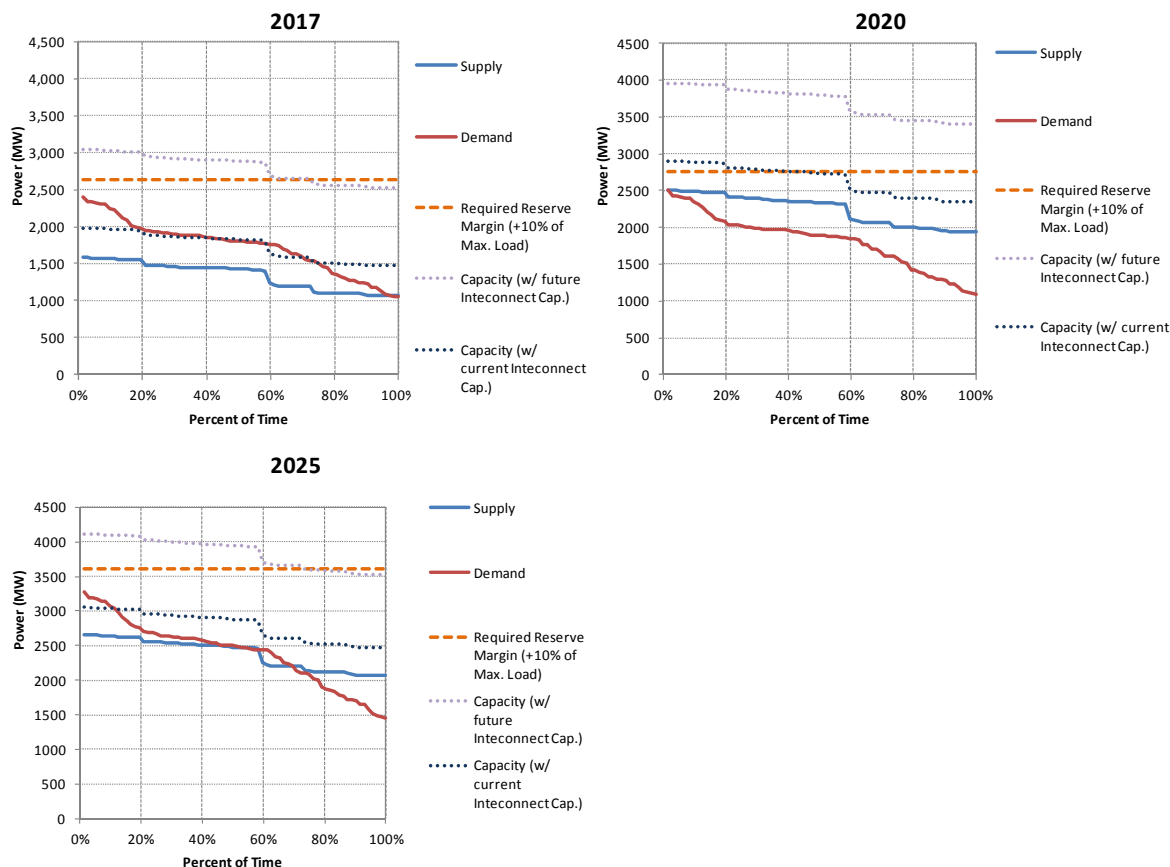 2017
4,500
4,000
3,500
3,000
2,500
2,000
1,500
1,000
500
0
Power (MW)
0% 20% 40% 60% 80% 100%
Percent of Time
Supply
Demand
Required Reserve
Margin (+10% of
Max. Load)
Capacity (w/ future
Inteconnect Cap.)
Capacity (w/
current Inteconnect
Cap.)
2020
4500
4000
3500
3000
2500
2000
1500
1000
500
0
Power (MW)
0% 20% 40% 60% 80% 100%
Percent of Time
Supply
Demand
Required Reserve
Margin (+10% of
Max. Load)
Capacity (w/ future
Inteconnect Cap.)
Capacity (w/ current
Inteconnect Cap.)
2025
4500
4000
3500
3000
2500
2000
1500
1000
500
0
Power (MW)
0% 20% 40% 60% 80% 100%
Percent of Time
Supply
Demand
Required Reserve
Margin (+10% of
Max. Load)
Capacity (w/
future
Inteconnect Cap.)
Capacity (w/
current
Inteconnect Cap.)